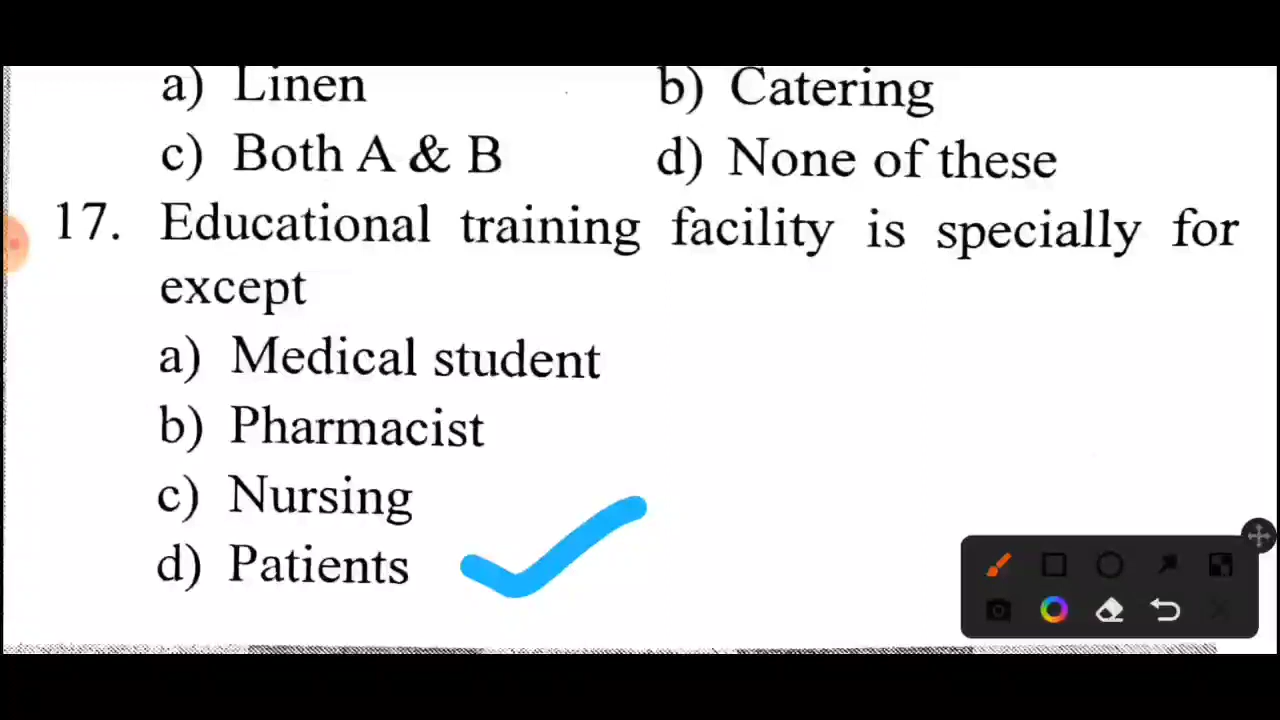 a) Linen b) Catering
c) Both A & B d) None of these
17. Educational training facility is specially for
except
a) Medical student
b) Pharmacist
c) Nursing
d) Patients